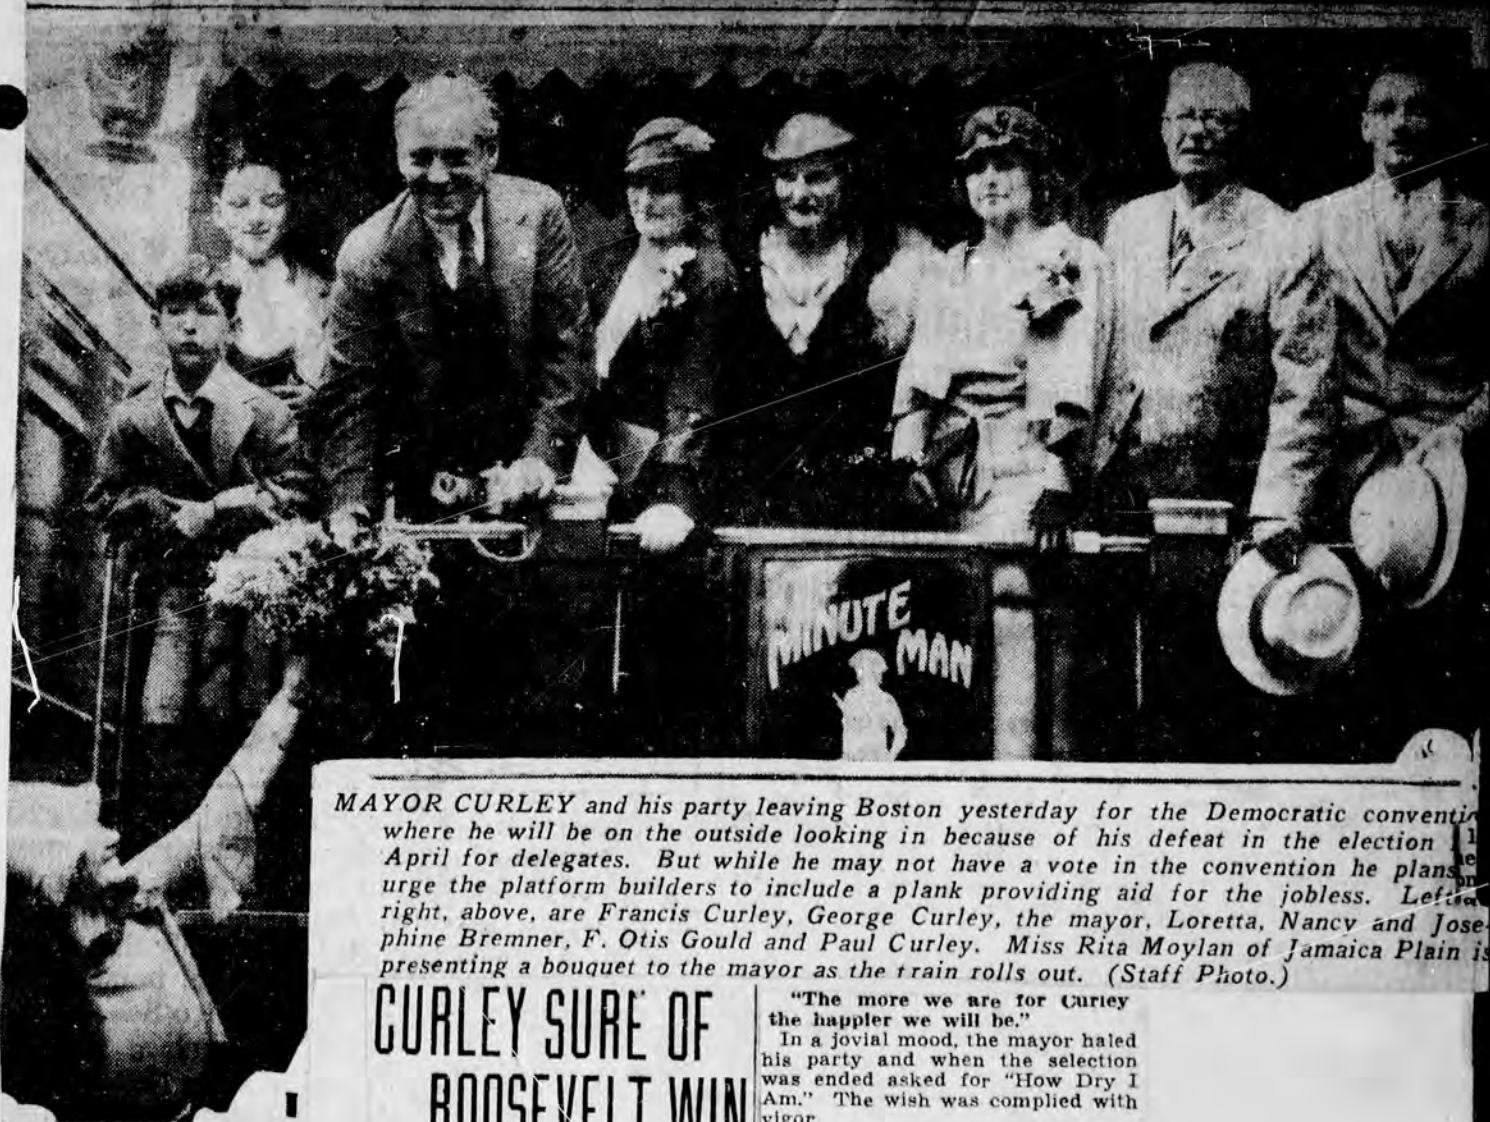 MINUTE
MAN
MAYOR CURLEY and his party leaving Boston yesterday for the Democratic conventi
where he will be on the outside looking in because of his defeat in the election
April for delegates. But while he may not have a vote in the convention he plans
urge the platform builders to include a plank providing aid for the jobless. Left
right, above, are Francis Curley, George Curley, the mayor, Loretta, Nancy and Jose-
phine Bremner, F. Otis Gould and Paul Curley. Miss Rita Moylan of Jamaica Plain is
presenting a bouquet to the mayor as the train rolls out. (Staff Photo.)
CURLEY SURE OF
ROOSEVELT WIN
"The more we are for Curley
the happier we will be."
In a jovial mood, the mayor haled
his party and when the selection
was ended asked for "How Dry I
Am." The wish was complied with
vigor